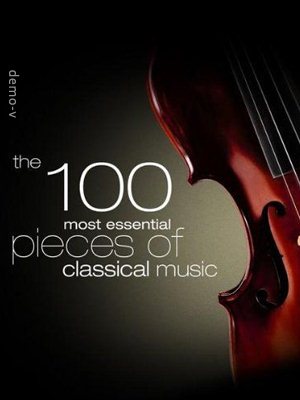 demo-v
the 100
most essential
pieces of
classical music